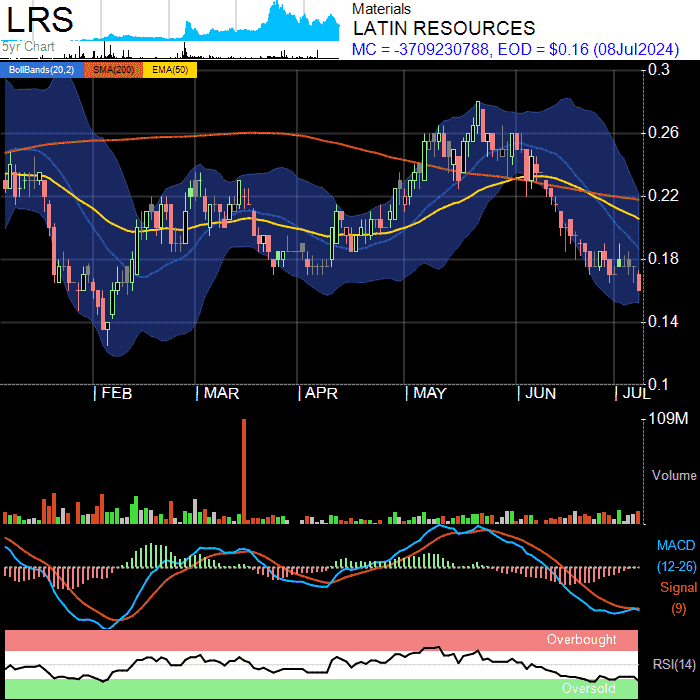 LRS
5yr Chart
Materials
LATIN RESOURCES
MC = -3709230788, EOD = $0.16 (08Jul2024)
BollBands(20,2) SMA(200) EMA(50)
0.3
0.26
0.22
0.18
0.14
0.1
FEB MAR APR MAY JUN JUL
109M
Volume
MACD
(12-26)
Signal
(9)
Overbought
RSI(14)
Oversold